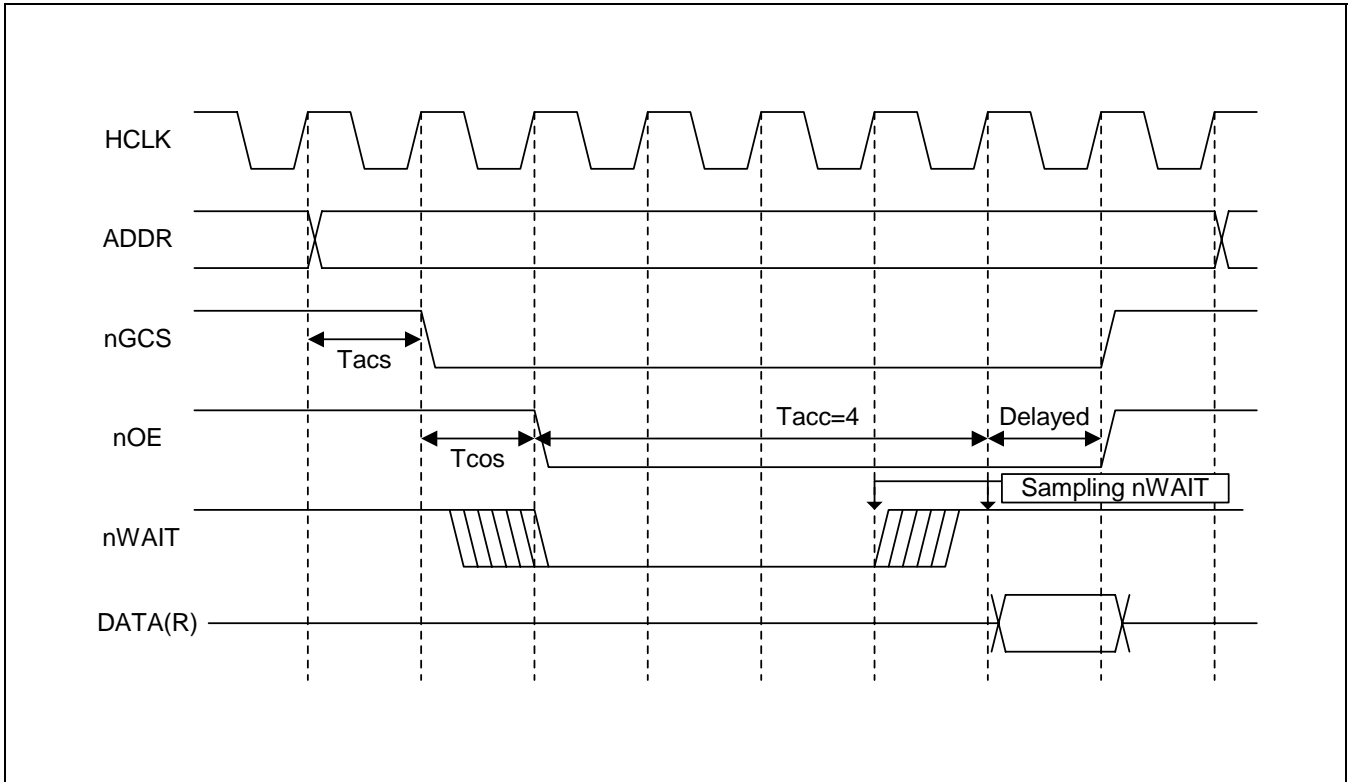 HCLK
ADDR
nGCS
Tacs
nOE
Tcos
Tacc=4
Delayed
Sampling nWAIT
nWAIT
DATA(R)